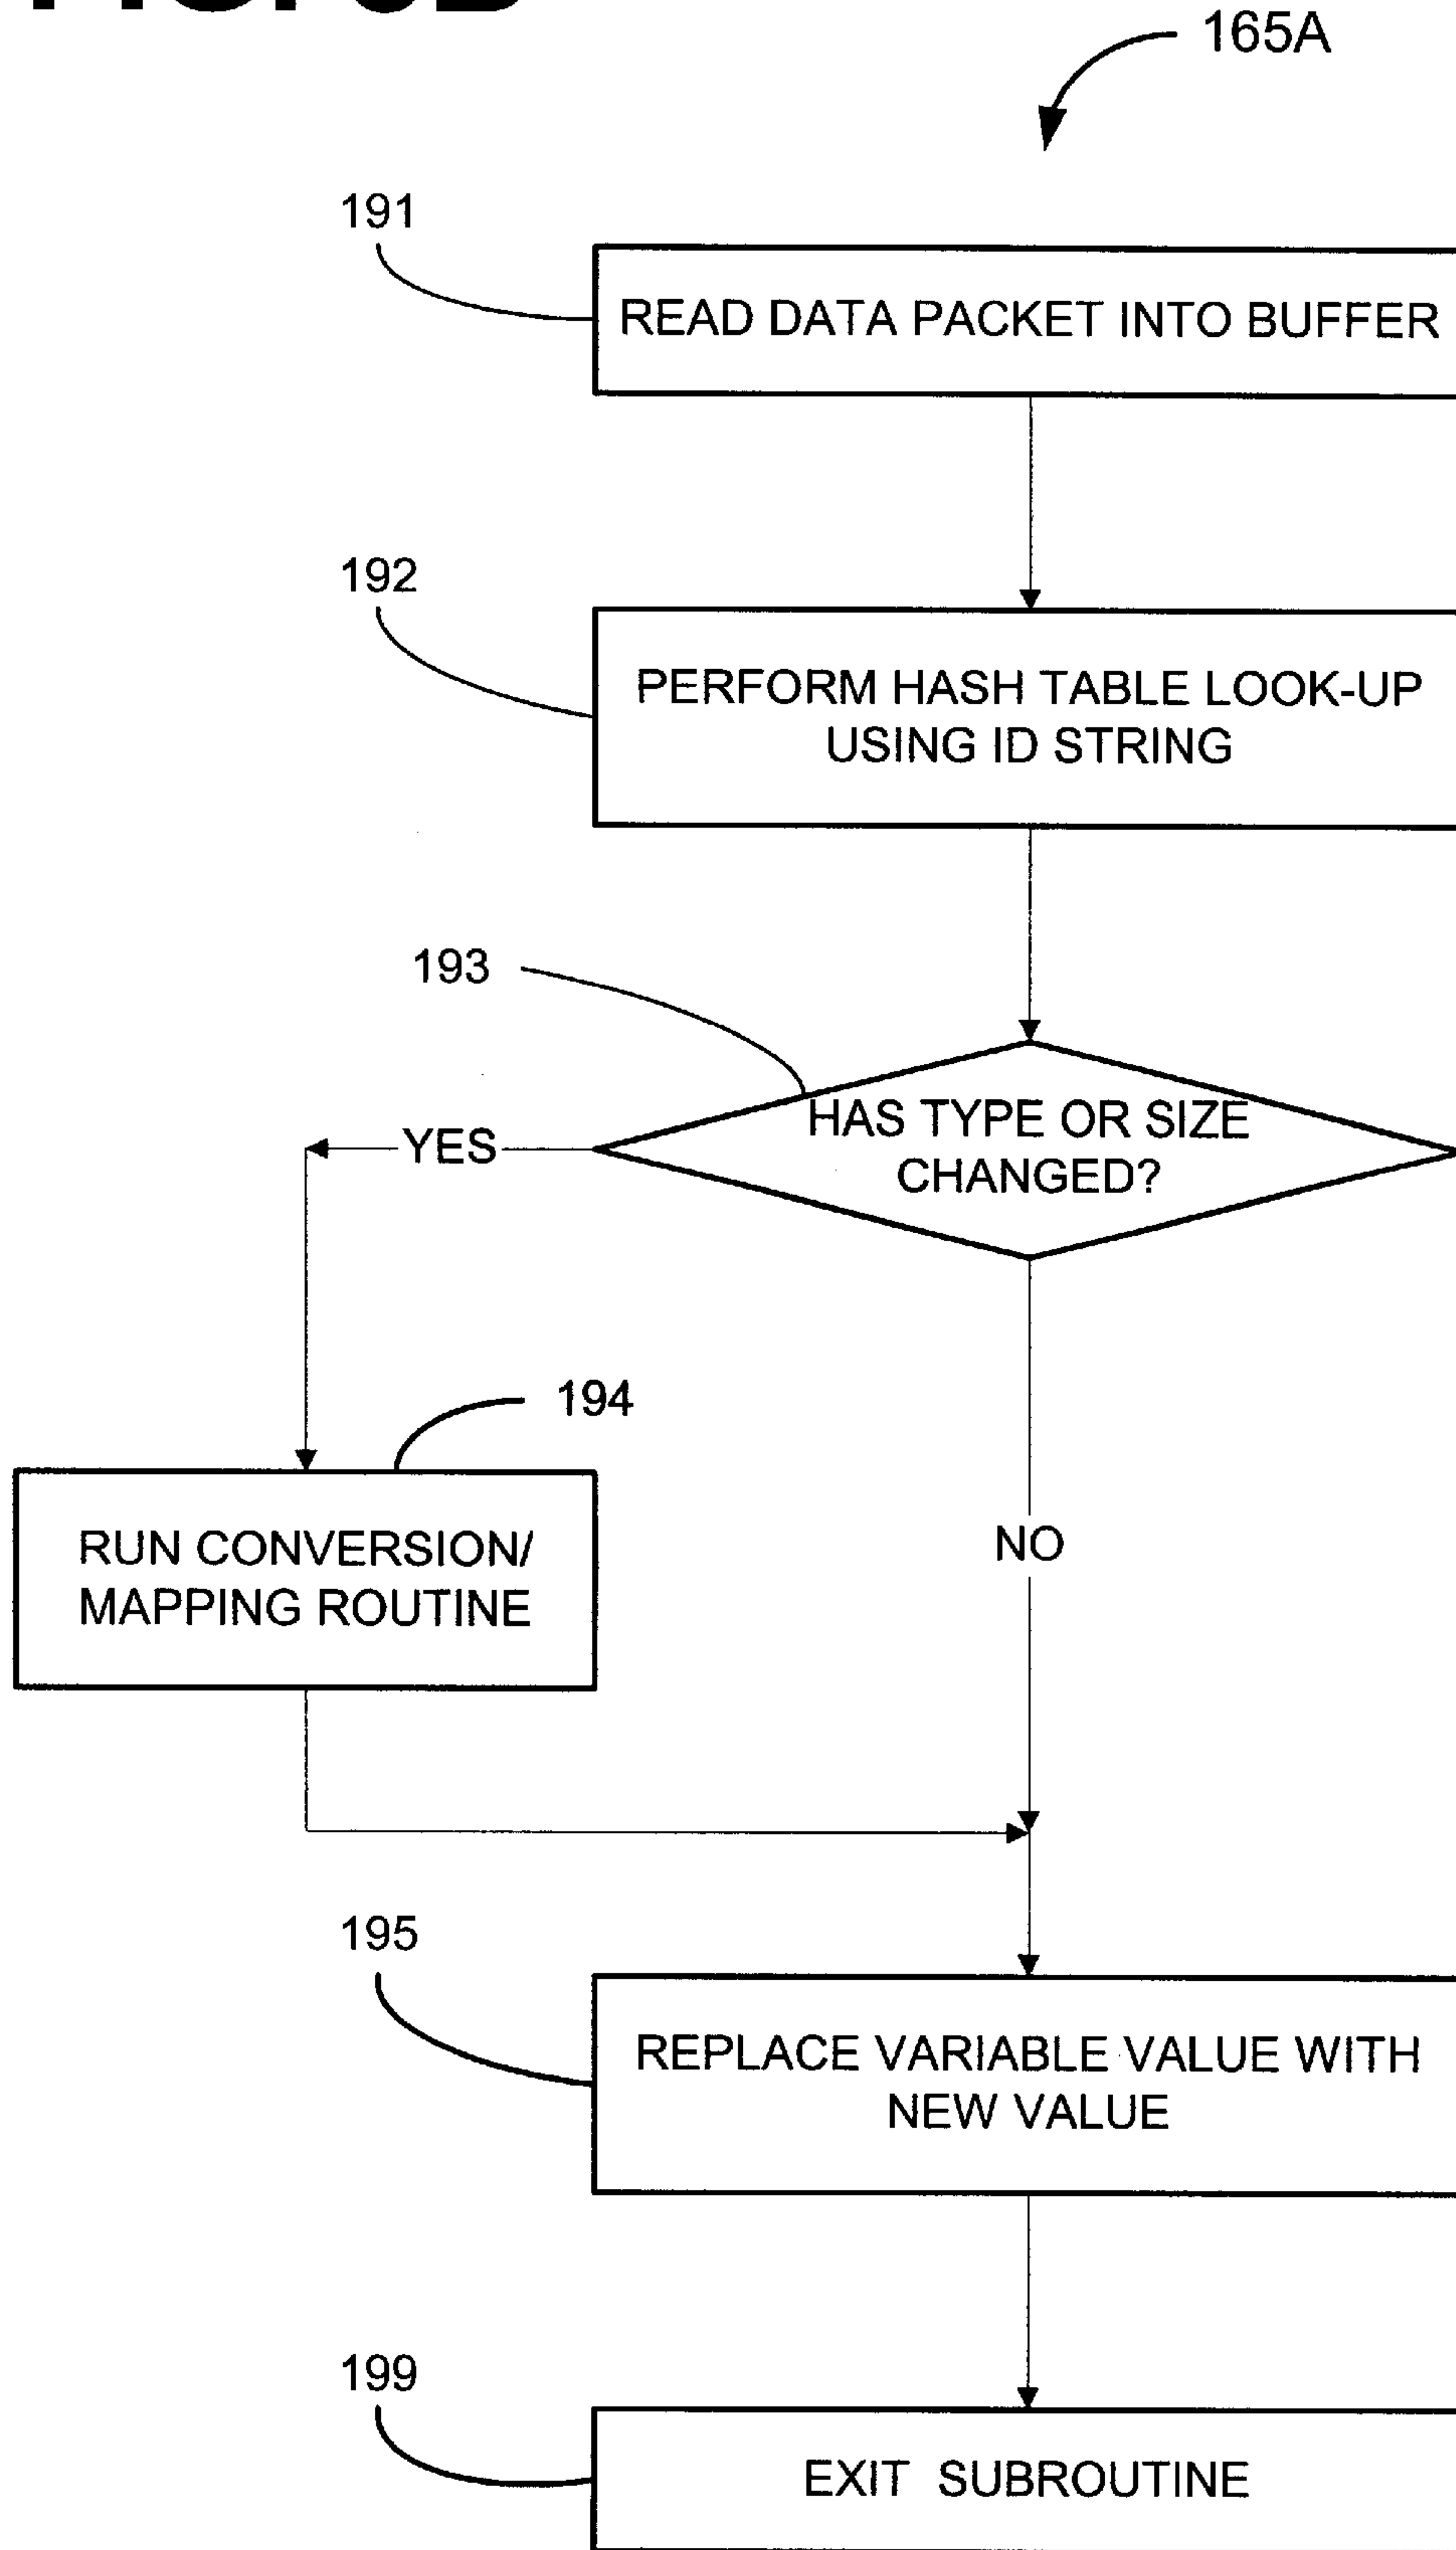 165A
191
READ DATA PACKET INTO BUFFER
192
PERFORM HASH TABLE LOOK-UP
USING ID STRING
193
HAS TYPE OR SIZE
CHANGED?
YES
194
RUN CONVERSION/
MAPPING ROUTINE
NO
195
REPLACE VARIABLE VALUE WITH
NEW VALUE
199
EXIT SUBROUTINE